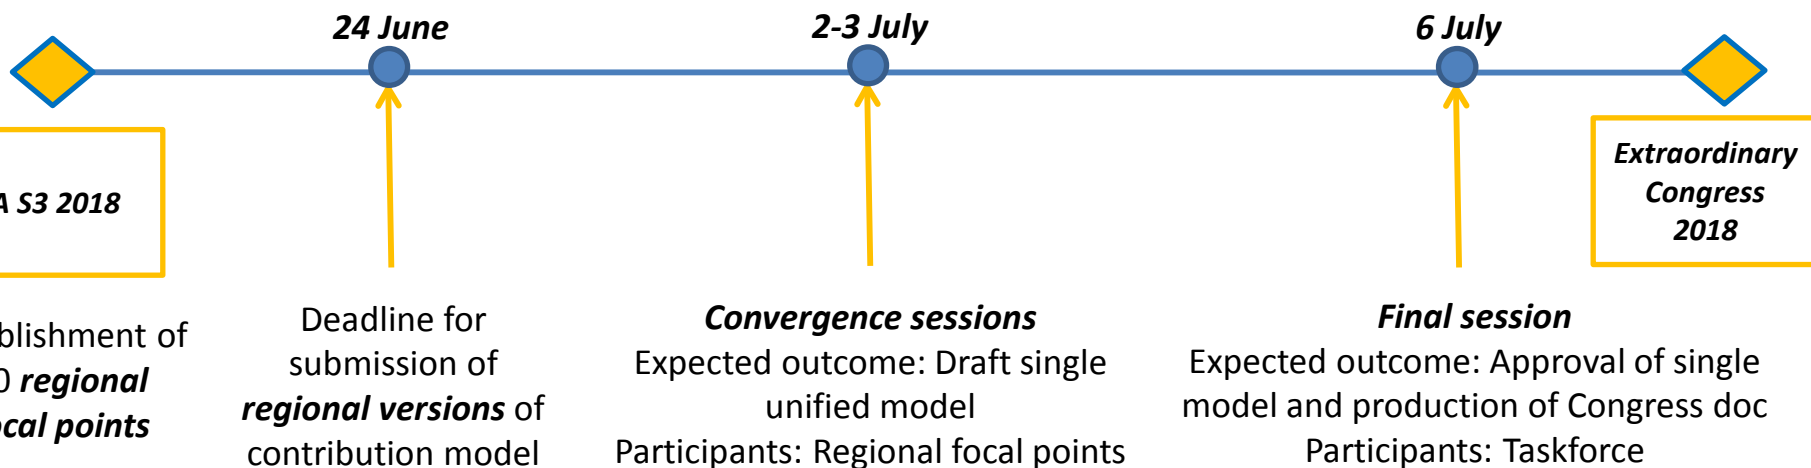 24 June
2-3 July
6 July
A S3 2018
Extraordinary
Congress
2018
blishment of
0 regional
cal points
Deadline for
submission of
regional versions of
contribution model
Convergence sessions
Expected outcome: Draft single
unified model
Participants: Regional focal points
Final session
Expected outcome: Approval of single
model and production of Congress doc
Participants: Taskforce